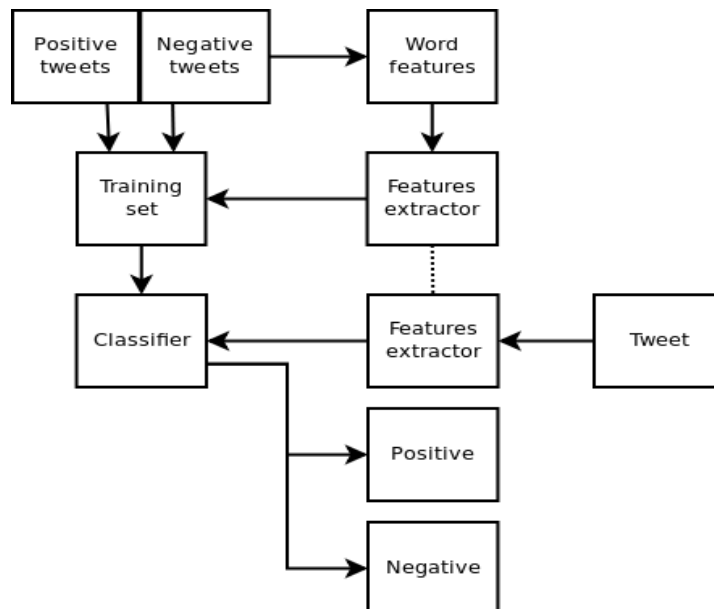 Positive
tweets
Negative
tweets
Word
features
Training
set
Features
extractor
Classifier
Features
extractor
Tweet
Positive
Negative